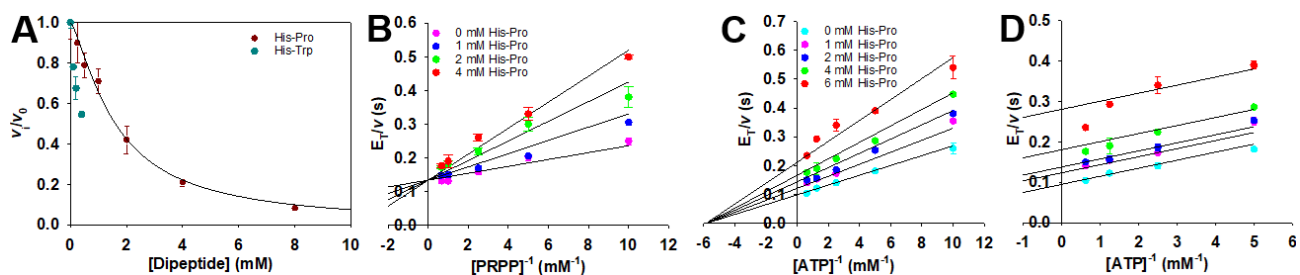 A
His-Pro
His-Trp
1.0
0.8
0.6
0.4
0.2
0.0
vi/v0
0 2 4 6 8 10
[Dipeptide] (mM)
B
0 mM His-Pro
1 mM His-Pro
2 mM His-Pro
4 mM His-Pro
0.6
0.5
0.4
0.3
0.2
0.1
0.0
ET/v (s)
-2 0 2 4 6 8 10 12
[PRPP]-1 (mM-1)
C
0 mM His-Pro
1 mM His-Pro
2 mM His-Pro
4 mM His-Pro
6 mM His-Pro
0.7
0.6
0.5
0.4
0.3
0.2
0.1
0.0
ET/v (s)
-6 -4 -2 0 2 4 6 8 10 12
[ATP]-1 (mM-1)
D
0.5
0.4
0.3
0.2
0.1
0.0
ET/v (s)
-1 0 1 2 3 4 5 6
[ATP]-1 (mM-1)